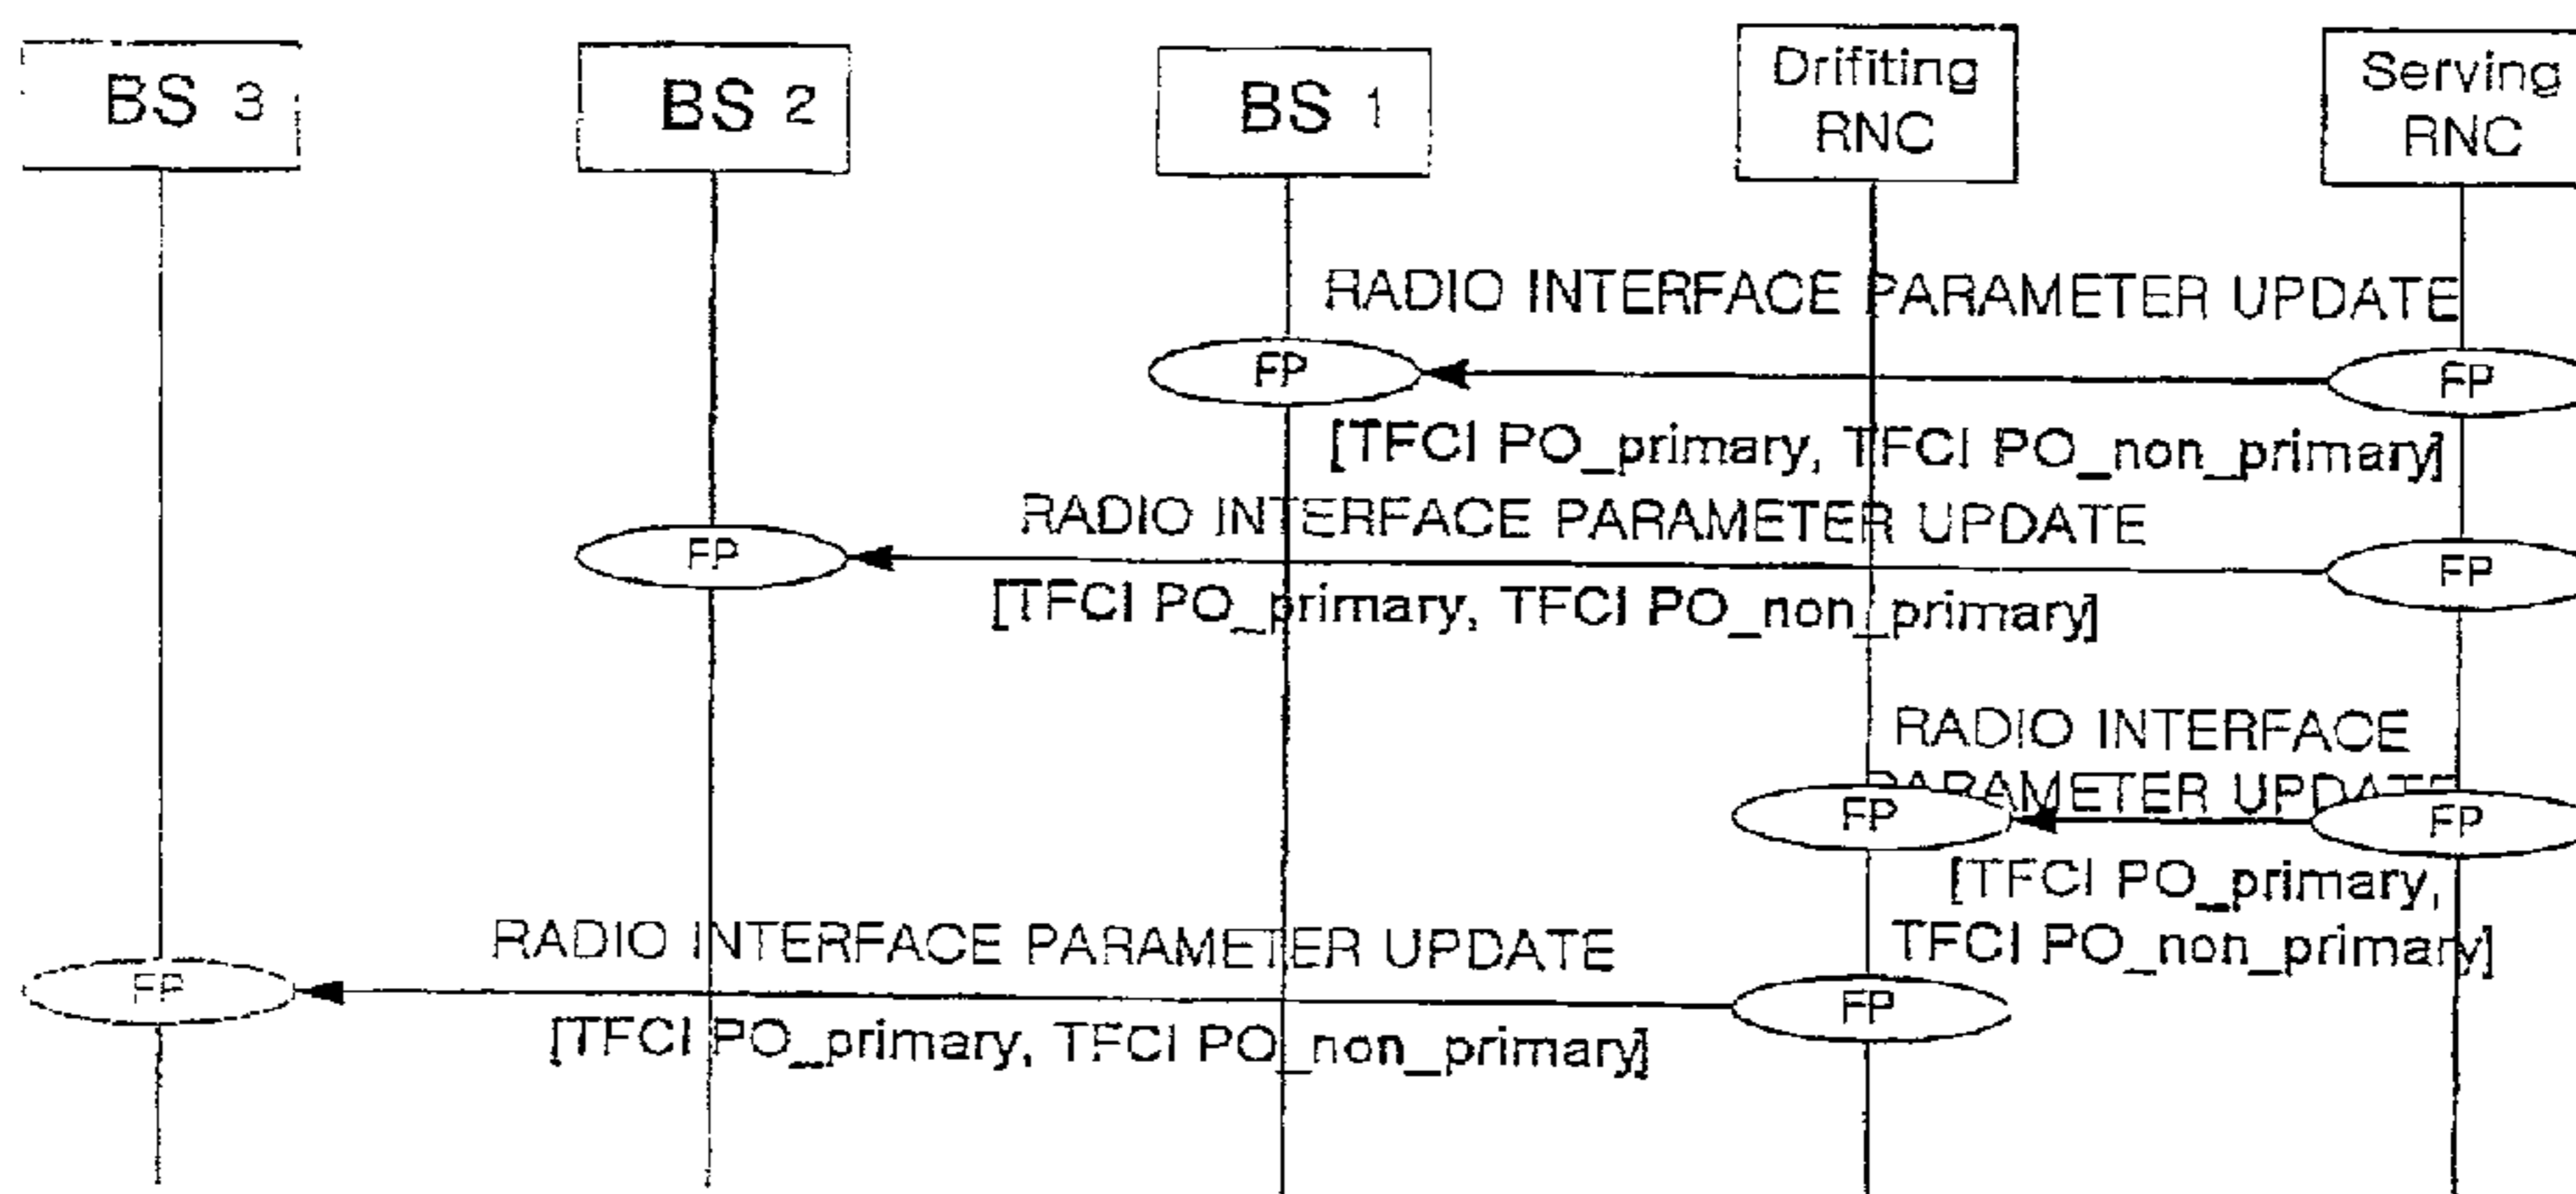 BS 3
BS 2
BS 1
Drifiting
RNC
Serving
RNC
RADIO INTERFACE PARAMETER UPDATE
FP
FP
[TFCI PO_primary, TFCI PO_non_primary]
RADIO INTERFACE PARAMETER UPDATE
FP
FP
[TFCI PO_primary, TFCI PO_non_primary]
RADIO INTERFACE
PARAMETER UPDATE
FP
FP
[TFCI PO_primary,
TFCI PO_non_primary]
RADIO INTERFACE PARAMETER UPDATE
FP
FP
[TFCI PO_primary, TFCI PO_non_primary]